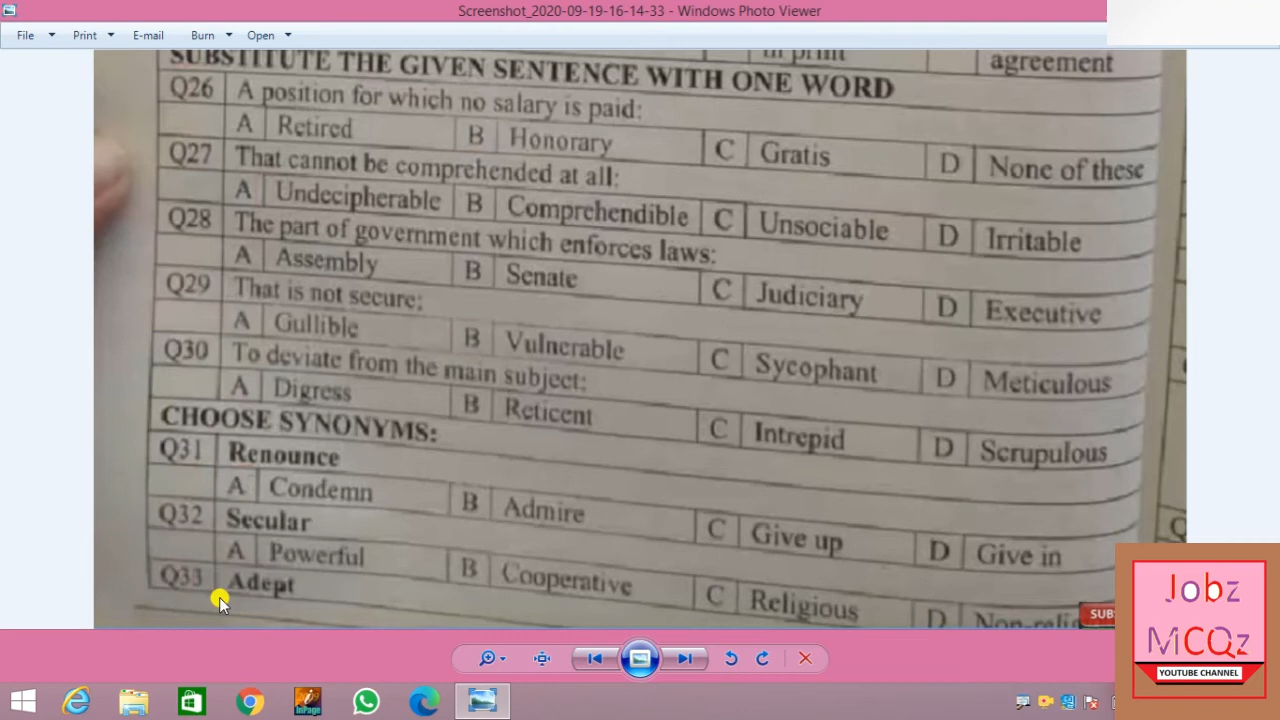 Screenshot_2020-09-19-16-14-33 - Windows Photo Viewer
File Print E-mail Burn Open
in print agreement
SUBSTITUTE THE GIVEN SENTENCE WITH ONE WORD
Q26 A position for which no salary is paid:
A Retired B Honorary C Gratis D None of these
Q27 That cannot be comprehended at all:
A Undecipherable B Comprehendible C Unsociable D Irritable
Q28 The part of government which enforces laws:
A Assembly B Senate C Judiciary D Executive
Q29 That is not secure:
A Gullible B Vulnerable C Sycophant D Meticulous
Q30 To deviate from the main subject:
A Digress B Reticent C Intrepid D Scrupulous
CHOOSE SYNONYMS:
Q31 Renounce
A Condemn B Admire C Give up D Give in
Q32 Secular
A Powerful B Cooperative C Religious D
Q33 Adept
SUB
Jobz
MCQz
YOUTUBE CHANNEL
InPage